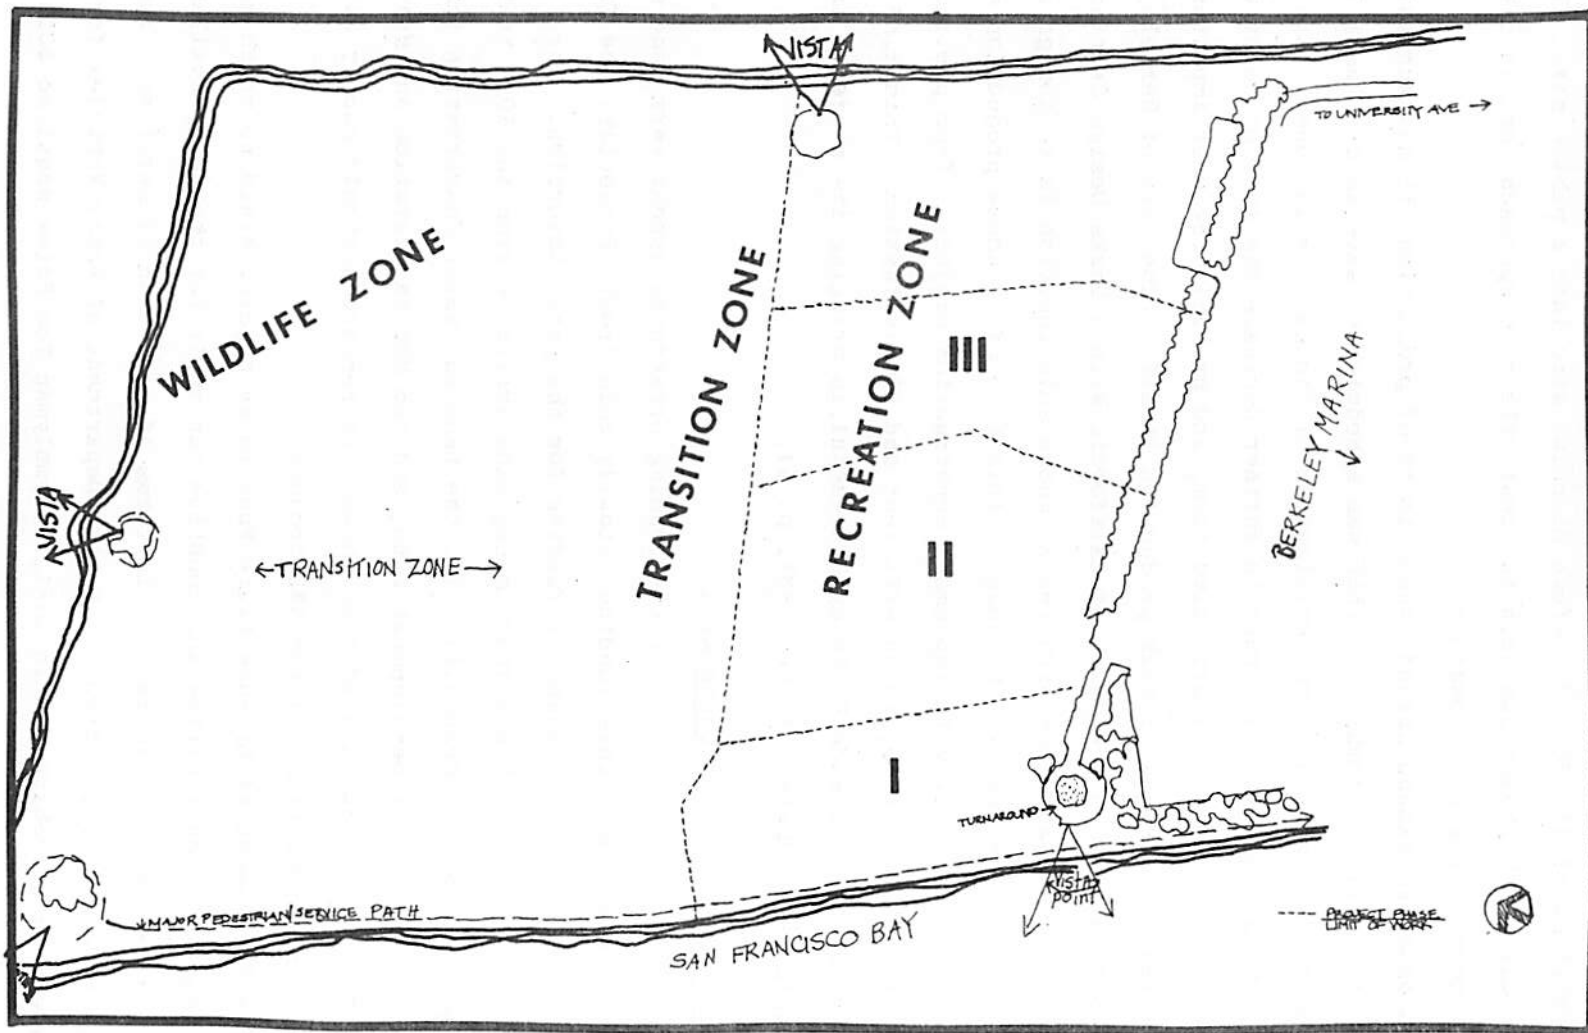 VISTA
TO UNIVERSITY AVE →
WILDLIFE ZONE
TRANSITION ZONE
RECREATION ZONE
III
BERKELEY MARINA
VISTA
←TRANSITION ZONE→
II
I
TURNAROUND
VISTA
POINT
MAJOR PEDESTRIAN SERVICE PATH
SAN FRANCISCO BAY
---- PROJECT PHASE
LIMIT OF WORK